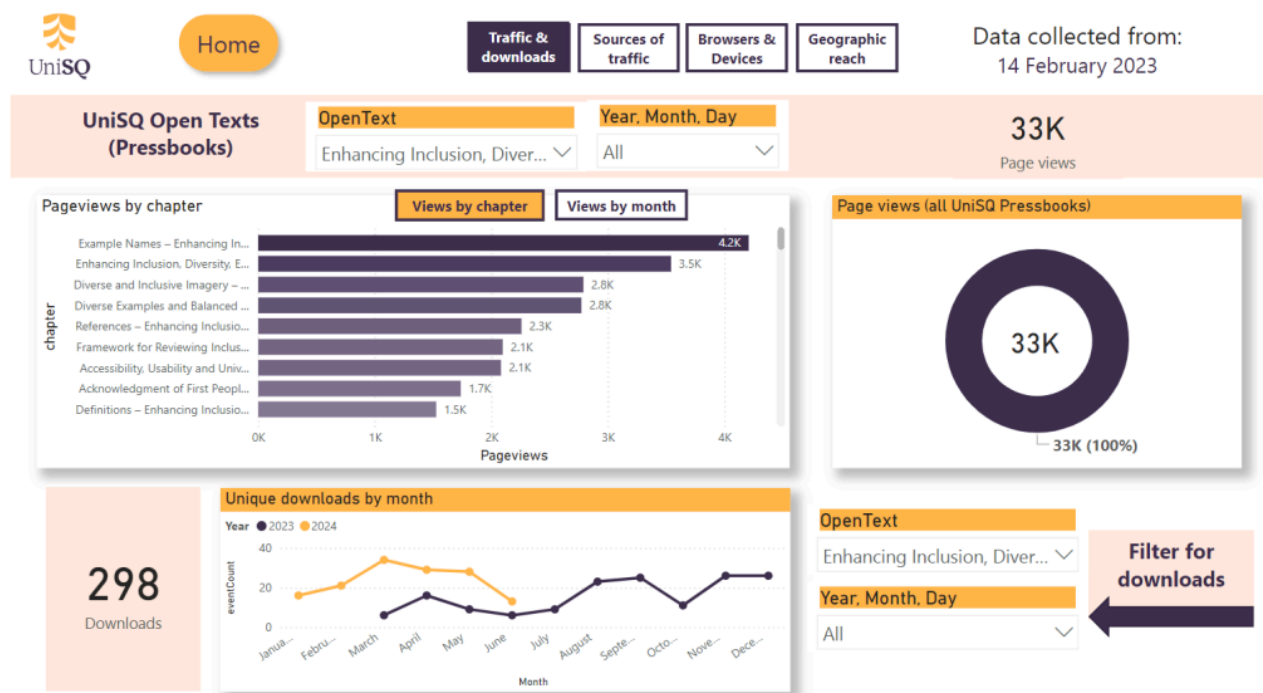 UniSQ
Home
Traffic &
downloads
Sources of
traffic
Browsers &
Devices
Geographic
reach
Data collected from:
14 February 2023
UniSQ Open Texts
(Pressbooks)
OpenText
Enhancing Inclusion, Diver...
Year, Month, Day
All
33K
Page views
Pageviews by chapter
Views by chapter
Views by month
chapter
Example Names – Enhancing In...
4.2K
Enhancing Inclusion, Diversity, E...
3.5K
Diverse and Inclusive Imagery – ...
2.8K
Diverse Examples and Balanced ...
2.8K
References – Enhancing Inclusio...
2.3K
Framework for Reviewing Inclus...
2.1K
Accessibility, Usability and Univ...
2.1K
Acknowledgment of First Peopl...
1.7K
Definitions – Enhancing Inclusio...
1.5K
0K 1K 2K 3K 4K
Pageviews
Page views (all UniSQ Pressbooks)
33K
33K (100%)
298
Downloads
Unique downloads by month
Year 2023 2024
eventCount
40
20
0
Janua... Febru... March April May June July August Septe... Octo... Nove... Dece...
Month
OpenText
Enhancing Inclusion, Diver...
Year, Month, Day
All
Filter for
downloads